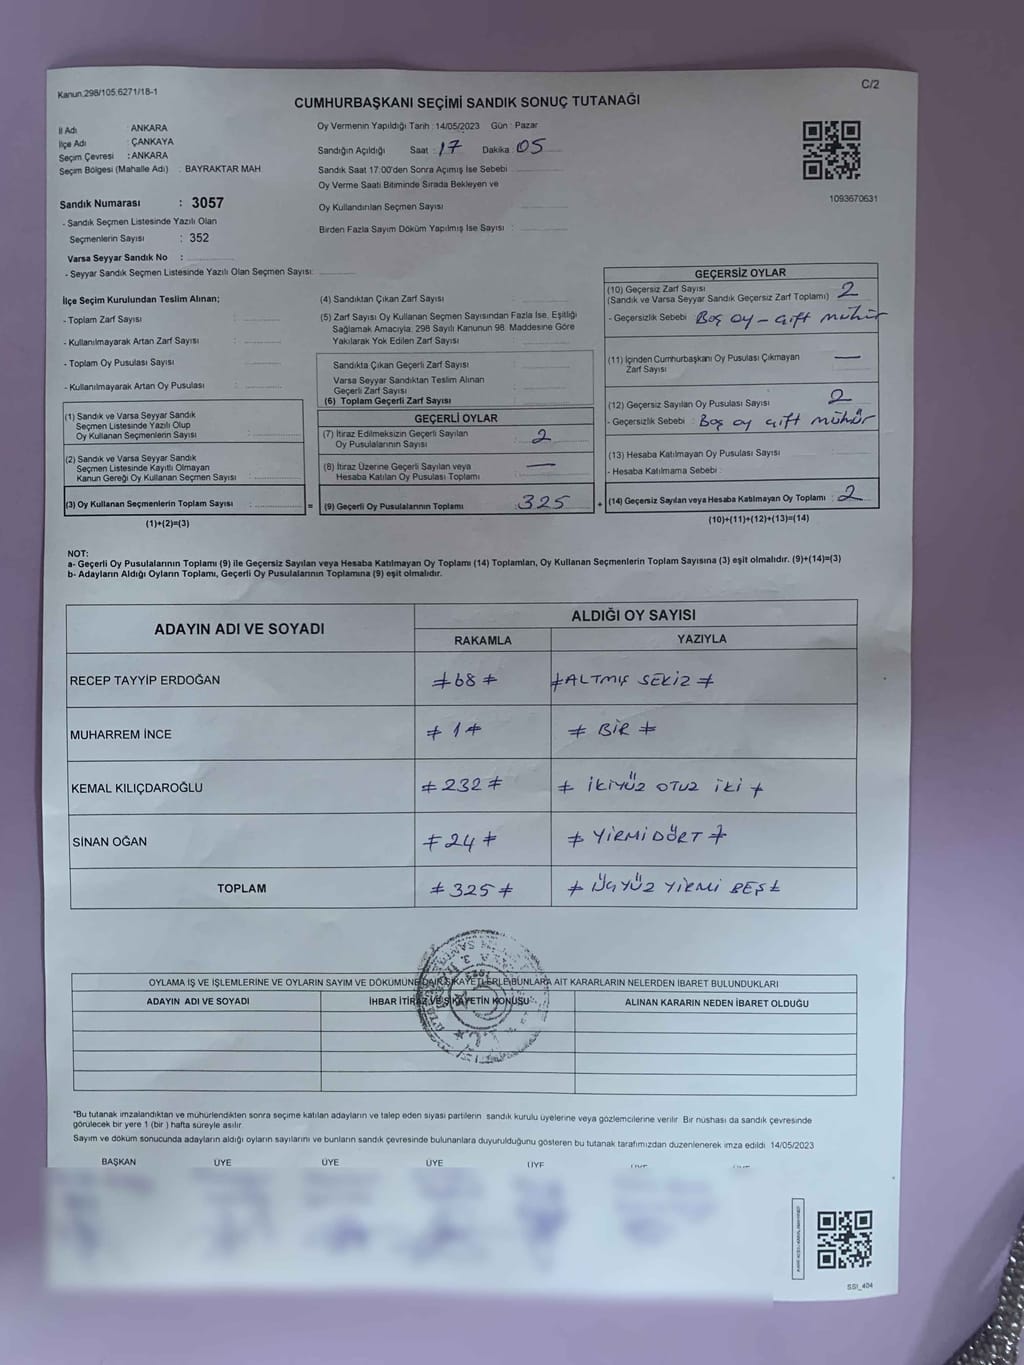 Kanun.298/105.6271/18-1
C/2
CUMHURBAŞKANI SEÇİMİ SANDIK SONUÇ TUTANAĞI
İl Adı : ANKARA
İlçe Adı : ÇANKAYA
Seçim Çevresi : ANKARA
Seçim Bölgesi (Mahalle Adı) : BAYRAKTAR MAH
Sandık Numarası : 3057
- Sandık Seçmen Listesinde Yazılı Olan
Seçmenlerin Sayısı : 352
Varsa Seyyar Sandık No :
- Seyyar Sandık Seçmen Listesinde Yazılı Olan Seçmen Sayısı:
Oy Vermenin Yapıldığı Tarih : 14/05/2023 Gün : Pazar
Sandığın Açıldığı Saat : 17 Dakika : 05
Sandık Saat 17:00'den Sonra Açımış İse Sebebi
Oy Verme Saati Bitiminde Sırada Bekleyen ve
Oy Kullandırılan Seçmen Sayısı
Birden Fazla Sayım Döküm Yapılmış İse Sayısı :
1093670631
İlçe Seçim Kurulundan Teslim Alınan;
- Toplam Zarf Sayısı :
- Kullanılmayarak Artan Zarf Sayısı :
- Toplam Oy Pusulası Sayısı :
- Kullanılmayarak Artan Oy Pusulası :
(1) Sandık ve Varsa Seyyar Sandık
Seçmen Listesinde Yazılı Olup
Oy Kullanan Seçmenlerin Sayısı :
(2) Sandık ve Varsa Seyyar Sandık
Seçmen Listesinde Kayıtlı Olmayan
Kanun Gereği Oy Kullanan Seçmen Sayısı :
(3) Oy Kullanan Seçmenlerin Toplam Sayısı :
(1)+(2)=(3)
(4) Sandıktan Çıkan Zarf Sayısı
(5) Zarf Sayısı Oy Kullanan Seçmen Sayısından Fazla İse, Eşitliği
Sağlamak Amacıyla, 298 Sayılı Kanunun 98. Maddesine Göre
Yakılarak Yok Edilen Zarf Sayısı
Sandıkta Çıkan Geçerli Zarf Sayısı
Varsa Seyyar Sandıktan Teslim Alınan
Geçerli Zarf Sayısı
(6) Toplam Geçerli Zarf Sayısı
GEÇERLİ OYLAR
(7) İtiraz Edilmeksizin Geçerli Sayılan
Oy Pusulalarının Sayısı : 2
(8) İtiraz Üzerine Geçerli Sayılan veya
Hesaba Katılan Oy Pusulası Toplamı : —
= (9) Geçerli Oy Pusulalarının Toplamı : 325 +
GEÇERSİZ OYLAR
(10) Geçersiz Zarf Sayısı
(Sandık ve Varsa Seyyar Sandık Geçersiz Zarf Toplamı) : 2
- Geçersizlik Sebebi : Boş oy – çift mühür
(11) İçinden Cumhurbaşkanı Oy Pusulası Çıkmayan
Zarf Sayısı : —
(12) Geçersiz Sayılan Oy Pusulası Sayısı : 2
- Geçersizlik Sebebi : Boş oy çift mühür
(13) Hesaba Katılmayan Oy Pusulası Sayısı :
- Hesaba Katılmama Sebebi :
(14) Geçersiz Sayılan veya Hesaba Katılmayan Oy Toplamı : 2
(10)+(11)+(12)+(13)=(14)
NOT:
a- Geçerli Oy Pusulalarının Toplamı (9) ile Geçersiz Sayılan veya Hesaba Katılmayan Oy Toplamı (14) Toplamları, Oy Kullanan Seçmenlerin Toplam Sayısına (3) eşit olmalıdır. (9)+(14)=(3)
b- Adayların Aldığı Oyların Toplamı, Geçerli Oy Pusulalarının Toplamına (9) eşit olmalıdır.
ADAYIN ADI VE SOYADI
ALDIĞI OY SAYISI
RAKAMLA YAZIYLA
RECEP TAYYİP ERDOĞAN ≠68≠ ≠ALTMIŞ SEKİZ≠
MUHARREM İNCE ≠1≠ ≠BİR≠
KEMAL KILIÇDAROĞLU ≠232≠ ≠İKİYÜZ OTUZ İKİ≠
SİNAN OĞAN ≠24≠ ≠YİRMİDÖRT≠
TOPLAM ≠325≠ ≠ÜÇYÜZ YİRMİ BEŞ≠
OYLAMA İŞ VE İŞLEMLERİNE VE OYLARIN SAYIM VE DÖKÜMÜNE DAİR ŞİKAYETLERLE BUNLARA AİT KARARLARIN NELERDEN İBARET BULUNDUKLARI
ADAYIN ADI VE SOYADI İHBAR İTİRAZ VE ŞİKAYETİN KONUSU ALINAN KARARIN NEDEN İBARET OLDUĞU
*Bu tutanak imzalandıktan ve mühürlendikten sonra seçime katılan adayların ve talep eden siyasi partilerin sandık kurulu üyelerine veya gözlemcilerine verilir. Bir nüshası da sandık çevresinde
görülecek bir yere 1 (bir) hafta süreyle asılır.
Sayım ve döküm sonucunda adayların aldığı oyların sayılarını ve bunların sandık çevresinde bulunanlara duyurulduğunu gösteren bu tutanak tarafımızdan düzenlenerek imza edildi. 14/05/2023
BAŞKAN ÜYE ÜYE ÜYE ÜYE
SSI_404